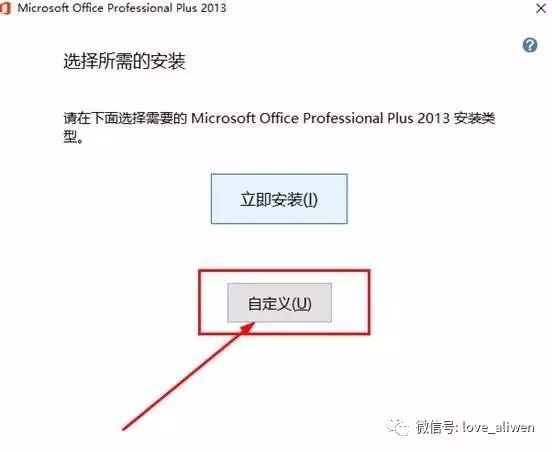 Microsoft Office Professional Plus 2013
选择所需的安装
请在下面选择需要的 Microsoft Office Professional Plus 2013 安装类
型。
立即安装(I)
自定义(U)
微信号: love_aliwen